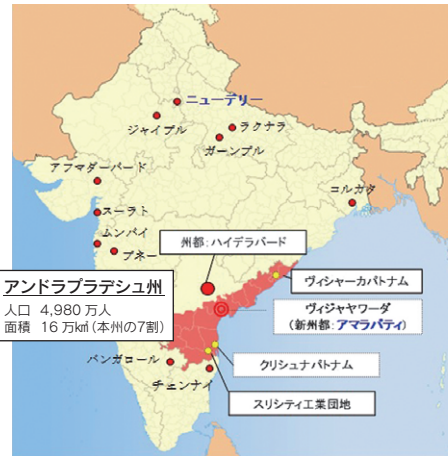 ニューデリー
ジャイプル
ラクナラ
ガーンプル
アフマダーバード
コルカタ
スーラト
ムンバイ
プネー
州都：ハイデラバード
アンドラプラデシュ州
人口 4,980 万人
面積 16 万k㎡（本州の7割）
ヴィシャーカパトナム
ヴィジャヤワーダ
（新州都：アマラバティ）
バンガロール
クリシュナパトナム
チェンナイ
スリシティ工業団地